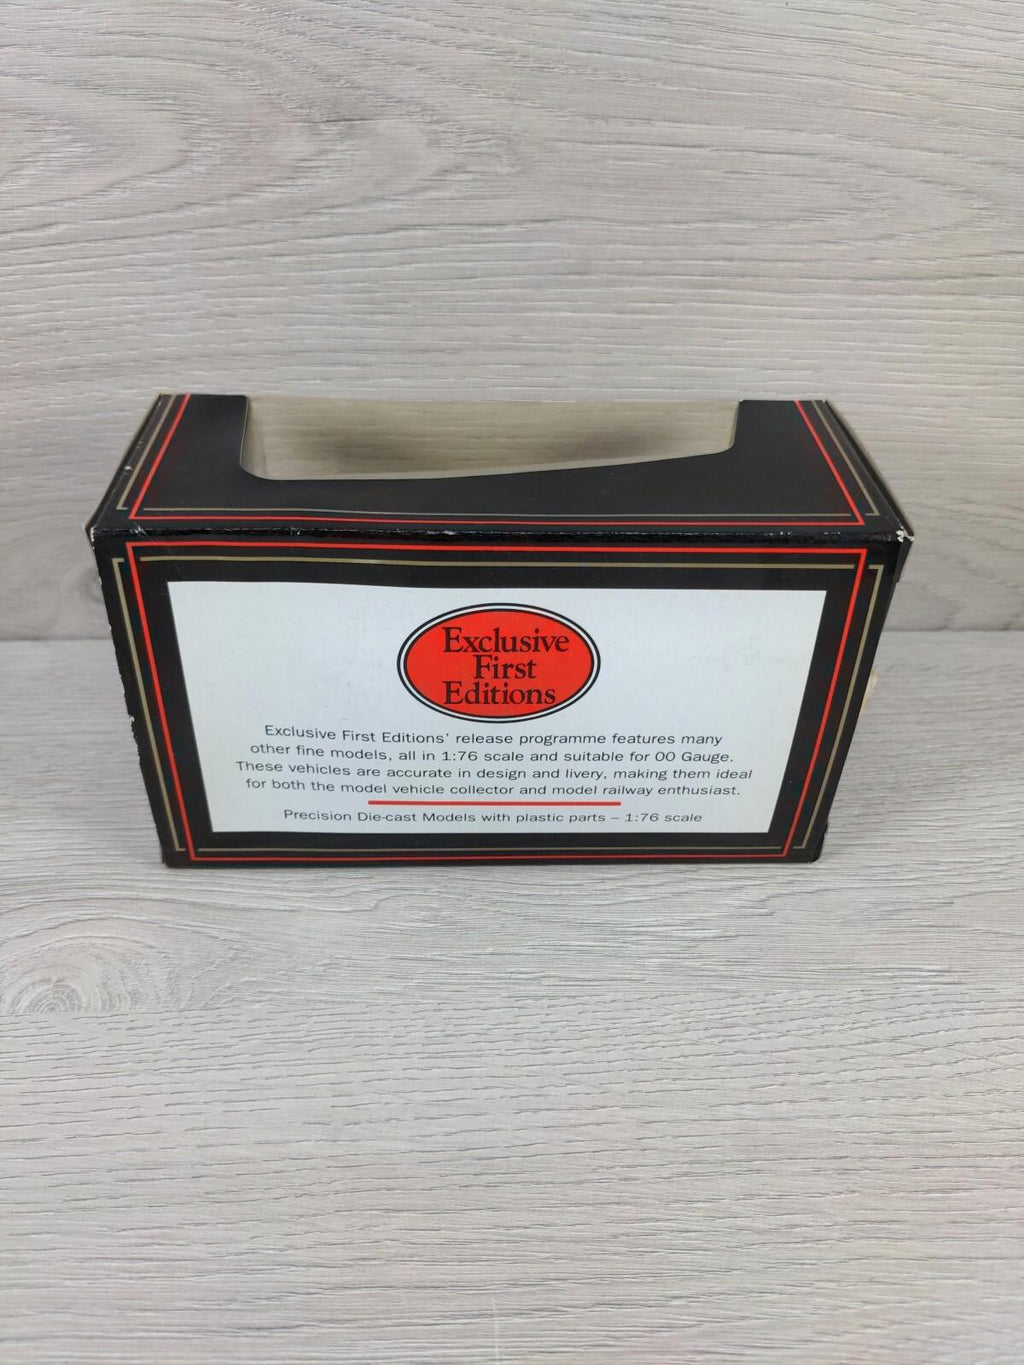 Exclusive
First
Editions
Exclusive First Editions' release programme features many
other fine models, all in 1:76 scale and suitable for 00 Gauge.
These vehicles are accurate in design and livery, making them ideal
for both the model vehicle collector and model railway enthusiast.
Precision Die-cast Models with plastic parts – 1:76 scale